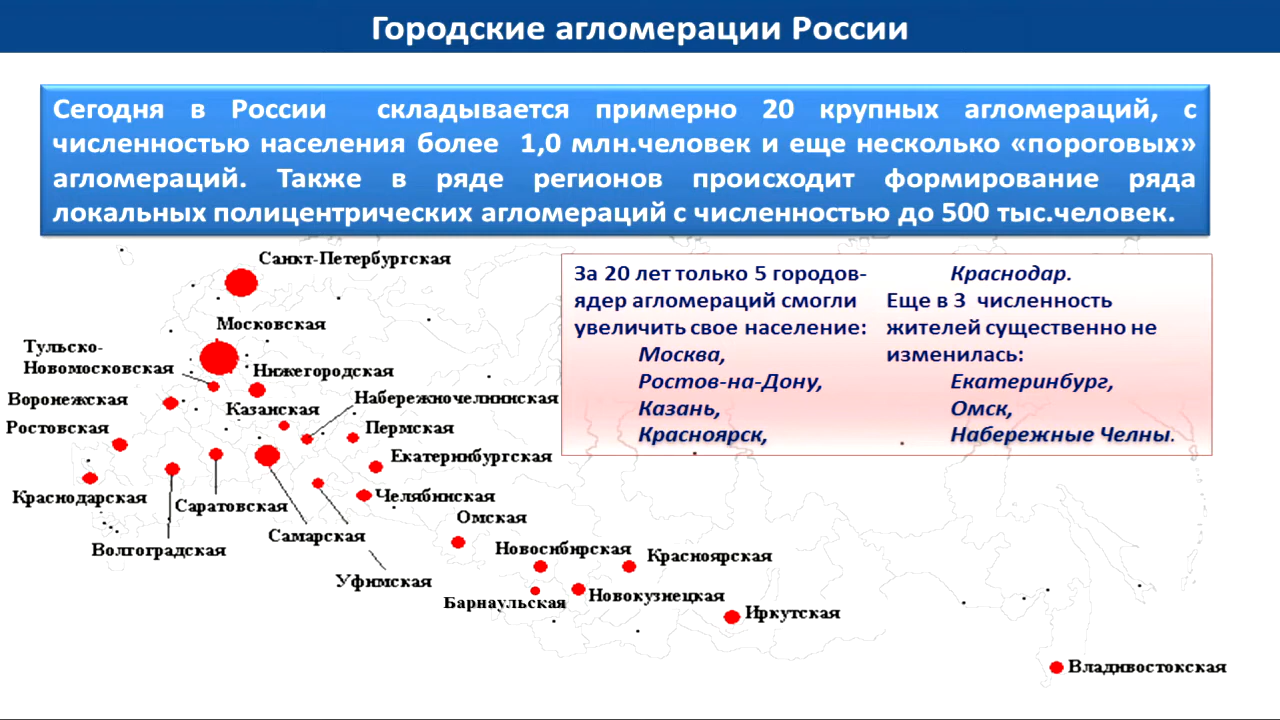 Городские агломерации России
Сегодня в России складывается примерно 20 крупных агломераций, с
численностью населения более 1,0 млн.человек и еще несколько «пороговых»
агломераций. Также в ряде регионов происходит формирование ряда
локальных полицентрических агломераций с численностью до 500 тыс.человек.
За 20 лет только 5 городов-
ядер агломераций смогли
увеличить свое население:
Москва,
Ростов-на-Дону,
Казань,
Красноярск,
Краснодар.
Еще в 3 численность
жителей существенно не
изменилась:
Екатеринбург,
Омск,
Набережные Челны.
Санкт-Петербургская
Московская
Тульско-
Новомосковская
Нижегородская
Воронежская
Казанская
Набережночелнинская
Ростовская
Пермская
Екатеринбургская
Краснодарская
Саратовская
Челябинская
Волгоградская
Самарская
Омская
Уфимская
Новосибирская
Красноярская
Барнаульская
Новокузнецкая
Иркутская
Владивостокская